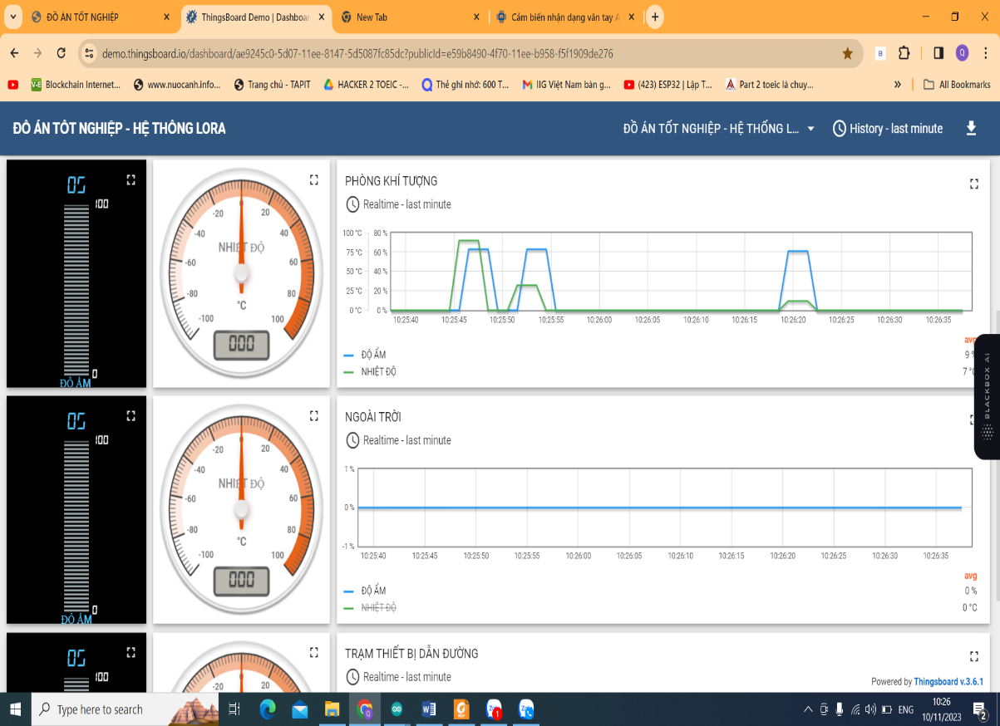 ĐỒ ÁN TỐT NGHIỆP
ThingsBoard Demo | Dashboar
New Tab
Cảm biến nhận dạng vân tay A
demo.thingsboard.io/dashboard/ae9245c0-5d07-11ee-8147-5d5087fc85dc?publicId=e59b8490-4f70-11ee-b958-f5f1909de276
Blockchain Internet...
www.nuocanh.info...
Trang chủ - TAPIT
HACKER 2 TOEIC -...
Thẻ ghi nhớ: 600 T...
IIG Việt Nam bàn g...
(423) ESP32 | Lập T...
Part 2 toeic là chuy...
»
All Bookmarks
ĐỒ ÁN TỐT NGHIỆP - HỆ THỐNG LORA
ĐỒ ÁN TỐT NGHIỆP - HỆ THỐNG L...
History - last minute
100
0
ĐỘ ẨM
-100
-80
-60
-40
-20
0
20
40
60
80
100
NHIỆT ĐỘ
°C
000
PHÒNG KHÍ TƯỢNG
Realtime - last minute
100 °C 80 %
75 °C 60 %
50 °C 40 %
25 °C 20 %
0 °C 0 %
10:25:40 10:25:45 10:25:50 10:25:55 10:26:00 10:26:05 10:26:10 10:26:15 10:26:20 10:26:25 10:26:30 10:26:35
avg
ĐỘ ẨM 9 %
NHIỆT ĐỘ 7 °C
BLACKBOX AI
100
0
ĐỘ ẨM
-100
-80
-60
-40
-20
0
20
40
60
80
100
NHIỆT ĐỘ
°C
000
NGOÀI TRỜI
Realtime - last minute
1 %
0 %
-1 %
10:25:40 10:25:45 10:25:50 10:25:55 10:26:00 10:26:05 10:26:10 10:26:15 10:26:20 10:26:25 10:26:30 10:26:35
avg
ĐỘ ẨM 0 %
NHIỆT ĐỘ 0 °C
100
-20
0
20
TRẠM THIẾT BỊ DẪN ĐƯỜNG
Realtime - last minute
Powered by Thingsboard v.3.6.1
Type here to search
1
ENG
10:26
10/11/2023
2